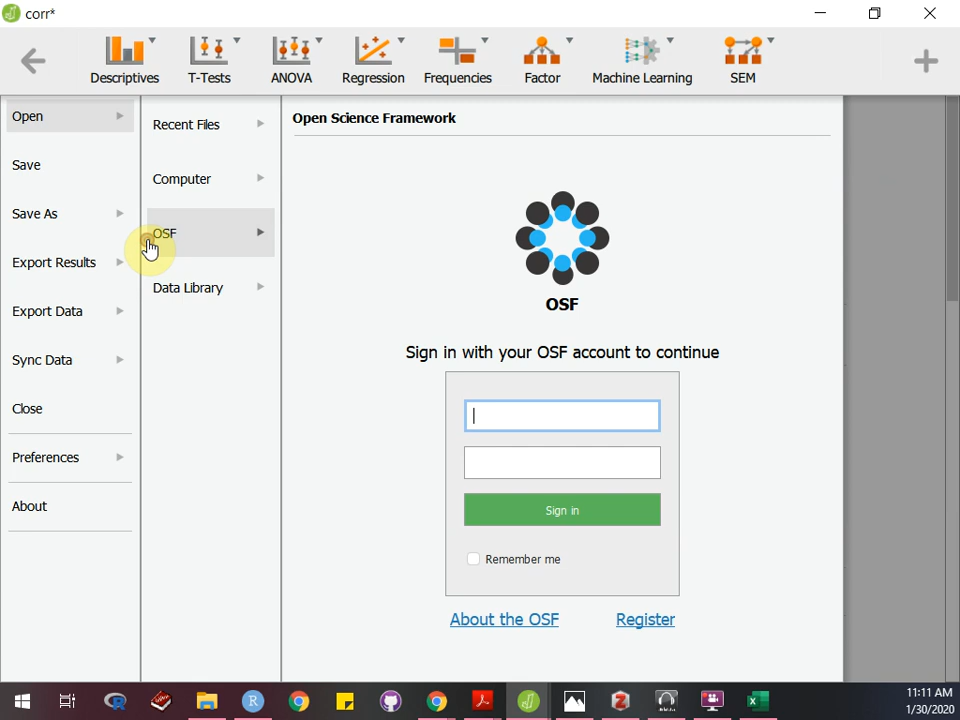 corr*
Descriptives
T-Tests
ANOVA
Regression
Frequencies
Factor
Machine Learning
SEM
Open
Save
Save As
Export Results
Export Data
Sync Data
Close
Preferences
About
Recent Files
Computer
OSF
Data Library
Open Science Framework
OSF
Sign in with your OSF account to continue
Sign in
Remember me
About the OSF
Register
11:11 AM
1/30/2020